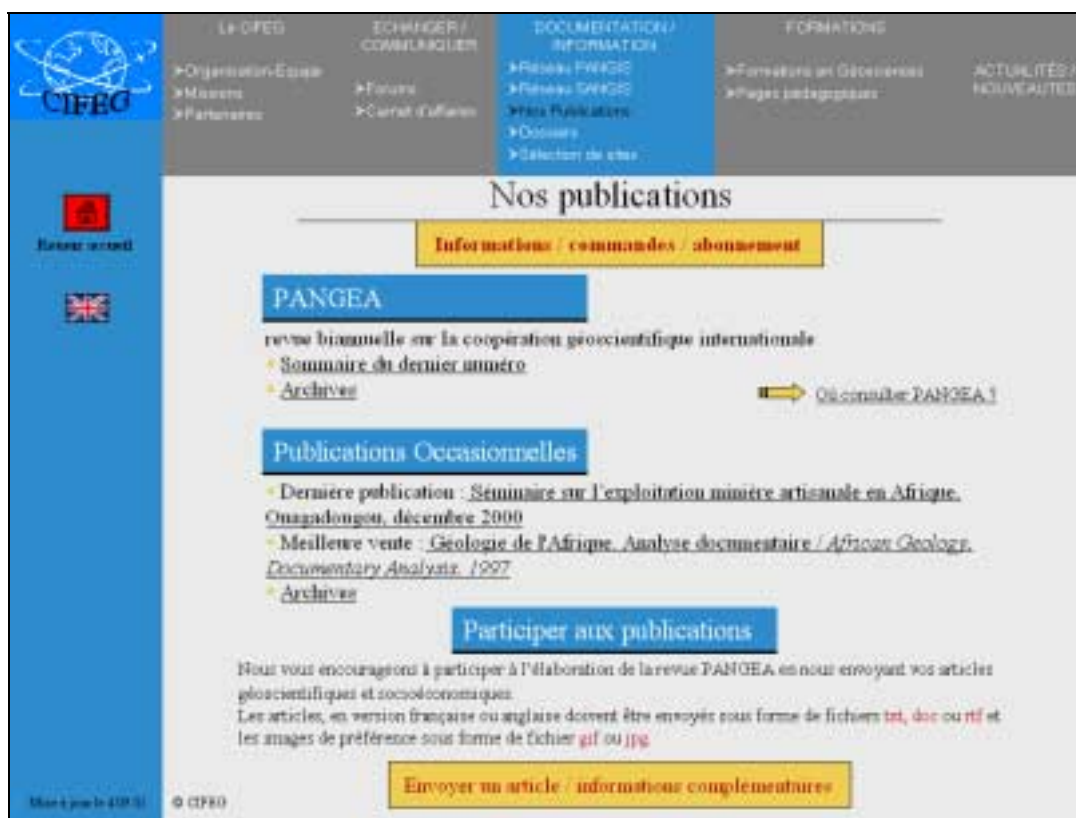 CIFEG
Le CIFEG
➤Organisation-Equipe
➤Missions
➤Partenaires
ECHANGER /
COMMUNIQUER
➤Forums
➤Carnet d'affaires
DOCUMENTATION /
INFORMATION
➤Réseau PANGIS
➤Réseau SANGIS
➤Nos Publications
➤Dossiers
➤Sélection de sites
FORMATIONS
➤Formations en Géosciences
➤Pages pédagogiques
ACTUALITÉS /
NOUVEAUTES
Retour accueil
Nos publications
Informations / commandes / abonnement
PANGEA
revue biannuelle sur la coopération géoscientifique internationale
Sommaire du dernier numéro
Archives
Où consulter PANGEA ?
Publications Occasionnelles
Dernière publication : Séminaire sur l'exploitation minière artisanale en Afrique,
Ouagadougou, décembre 2000
Meilleure vente : Géologie de l'Afrique. Analyse documentaire / African Geology,
Documentary Analysis. 1997
Archives
Participer aux publications
Nous vous encourageons à participer à l'élaboration de la revue PANGEA en nous envoyant vos articles
géoscientifiques et socioéconomiques.
Les articles, en version française ou anglaise doivent être envoyés sous forme de fichiers txt, doc ou rtf et
les images de préférence sous forme de fichier gif ou jpg
Envoyer un article / informations complémentaires
Mise à jour le
© CIFEG